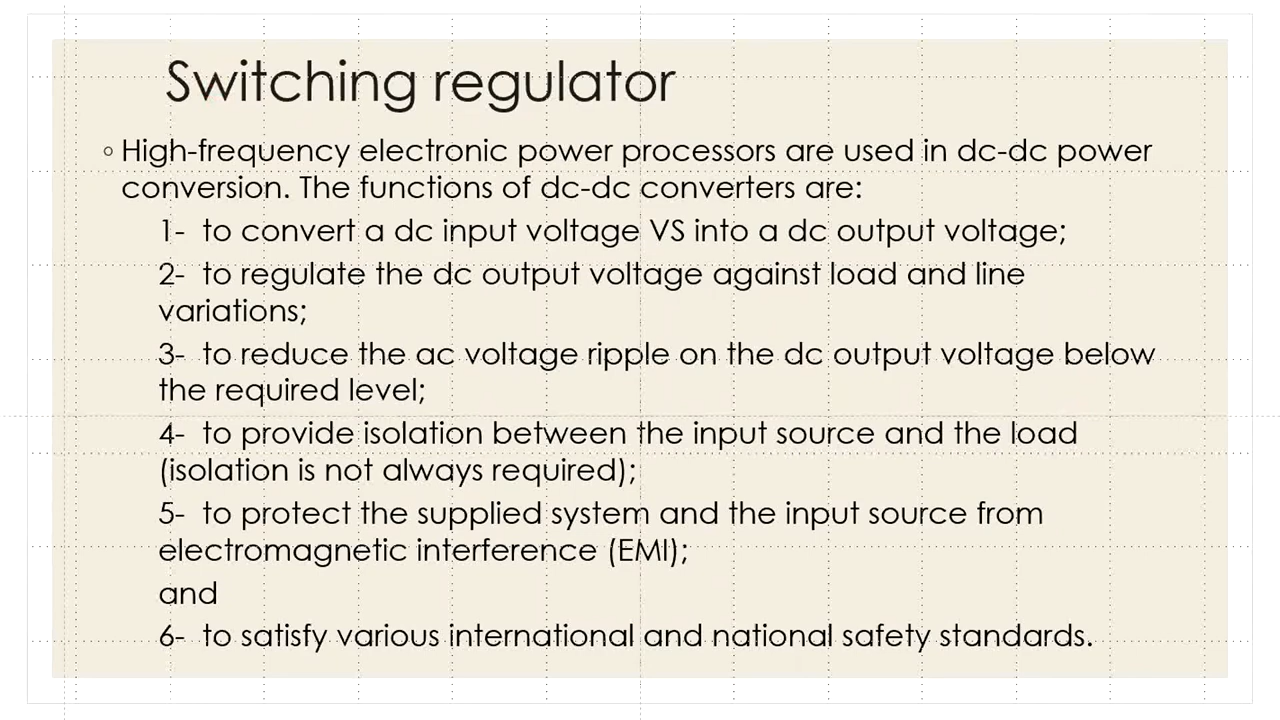 Switching regulator
◦ High-frequency electronic power processors are used in dc-dc power
conversion. The functions of dc-dc converters are:
1- to convert a dc input voltage VS into a dc output voltage;
2- to regulate the dc output voltage against load and line
variations;
3- to reduce the ac voltage ripple on the dc output voltage below
the required level;
4- to provide isolation between the input source and the load
(isolation is not always required);
5- to protect the supplied system and the input source from
electromagnetic interference (EMI);
and
6- to satisfy various international and national safety standards.